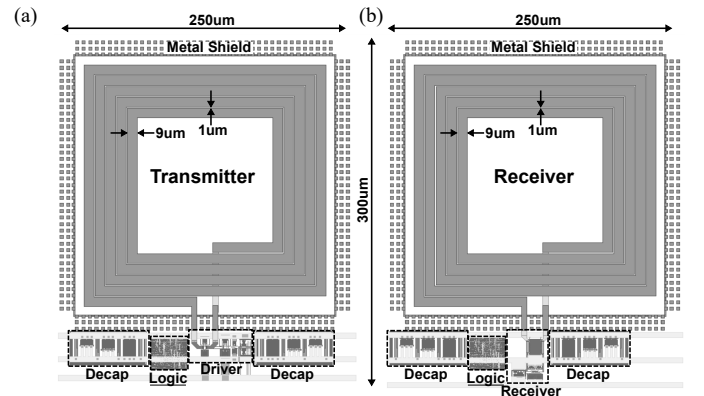 (a)
250um
Metal Shield
9um
1um
Transmitter
Decap
Logic
Driver
Decap
(b)
250um
300um
Metal Shield
9um
1um
Receiver
Decap
Logic
Receiver
Decap